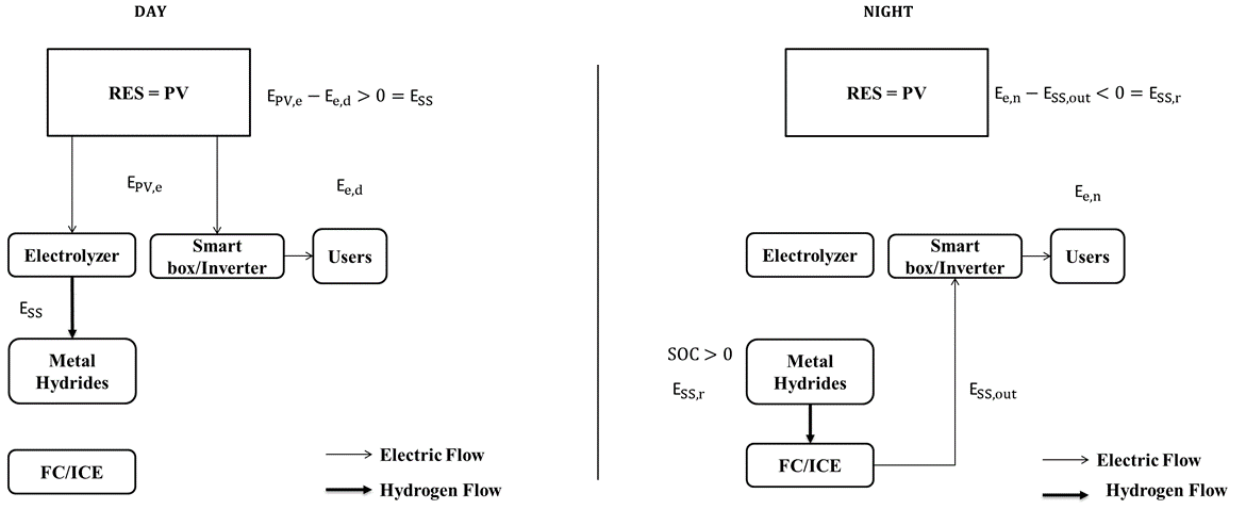 DAY
RES = PV
E_PV,e − E_e,d > 0 = E_SS
E_PV,e
E_e,d
Electrolyzer
Smart
box/Inverter
Users
E_SS
Metal
Hydrides
FC/ICE
Electric Flow
Hydrogen Flow
NIGHT
RES = PV
E_e,n − E_SS,out < 0 = E_SS,r
E_e,n
Electrolyzer
Smart
box/Inverter
Users
SOC > 0
E_SS,r
Metal
Hydrides
E_SS,out
FC/ICE
Electric Flow
Hydrogen Flow